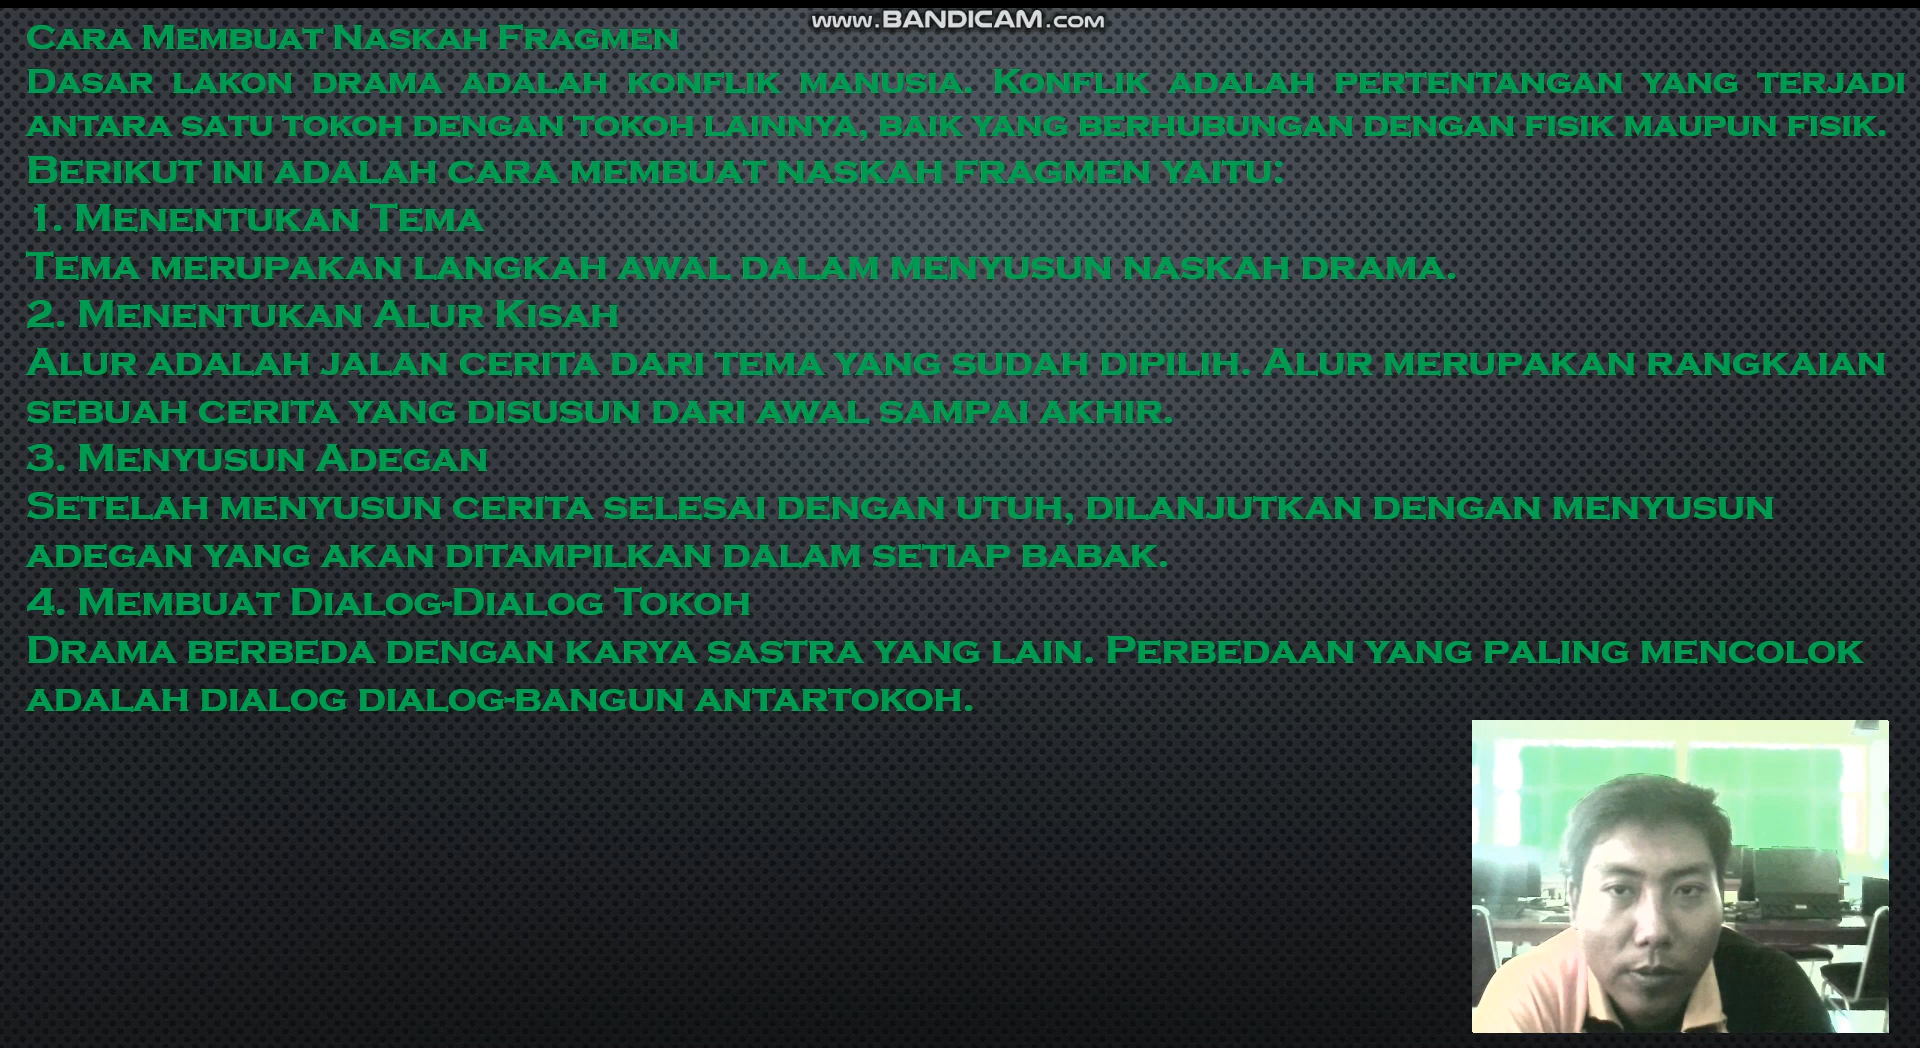 www.BANDICAM.com
Cara Membuat Naskah Fragmen
Dasar lakon drama adalah konflik manusia. Konflik adalah pertentangan yang terjadi
antara satu tokoh dengan tokoh lainnya, baik yang berhubungan dengan fisik maupun fisik.
Berikut ini adalah cara membuat naskah fragmen yaitu:
1. Menentukan Tema
Tema merupakan langkah awal dalam menyusun naskah drama.
2. Menentukan Alur Kisah
Alur adalah jalan cerita dari tema yang sudah dipilih. Alur merupakan rangkaian
sebuah cerita yang disusun dari awal sampai akhir.
3. Menyusun Adegan
Setelah menyusun cerita selesai dengan utuh, dilanjutkan dengan menyusun
adegan yang akan ditampilkan dalam setiap babak.
4. Membuat Dialog-Dialog Tokoh
Drama berbeda dengan karya sastra yang lain. Perbedaan yang paling mencolok
adalah dialog dialog-bangun antartokoh.